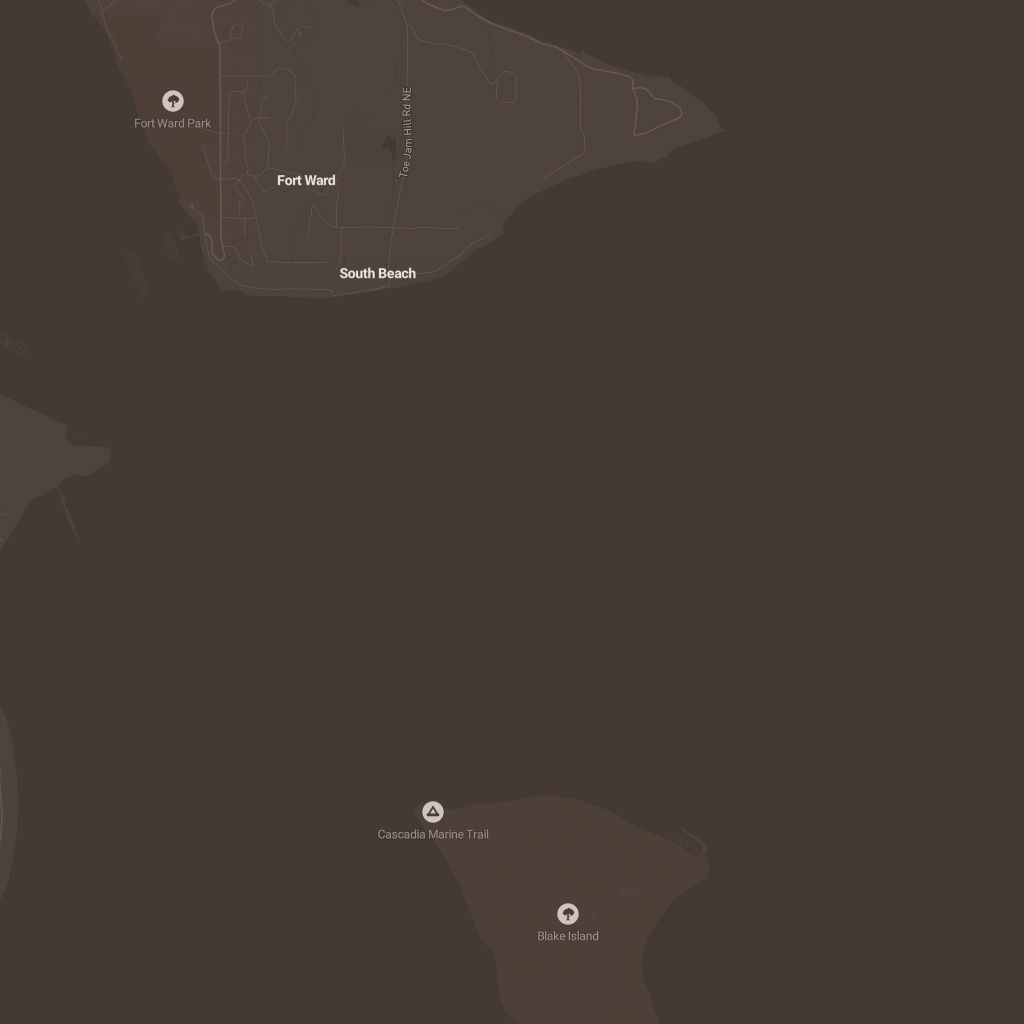 Fort Ward Park
Toe Jam Hill Rd NE
Fort Ward
South Beach
Cascadia Marine Trail
Blake Island